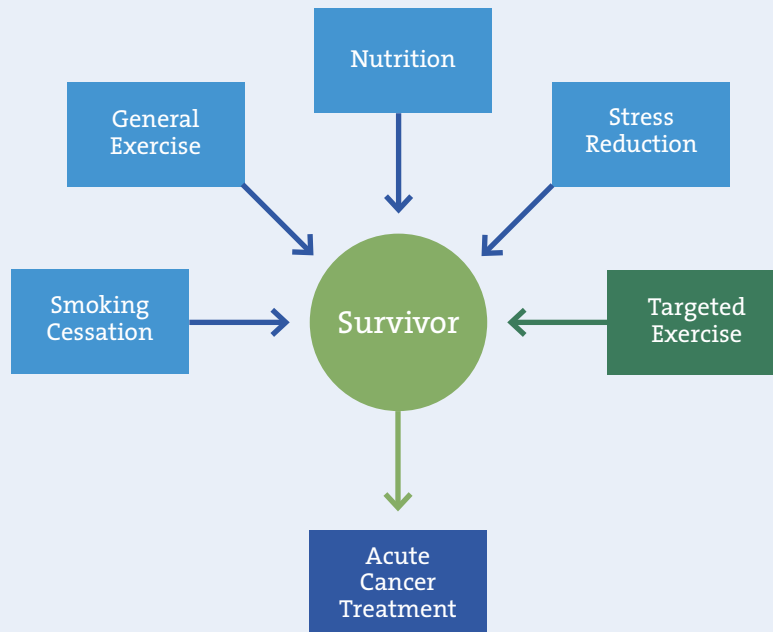 Nutrition
General
Exercise
Stress
Reduction
Smoking
Cessation
Survivor
Targeted
Exercise
Acute
Cancer
Treatment